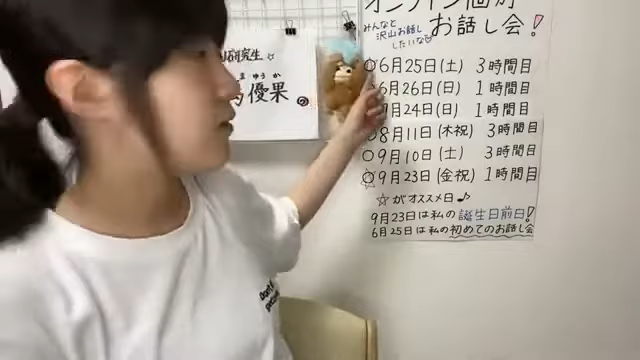 研究生
まゆうか
優果
オンライン個別
お話し会!
みんなと
沢山お話し
したいな♡
○6月25日(土) 3時間目
6月26日(日) 1時間目
月24日(日) 1時間目
○8月11日(木祝) 3時間目
○9月10日(土) 3時間目
☆9月23日(金祝) 1時間目
☆がオススメ日♪
9月23日は私の誕生日前日!
6月25日は私の初めてのお話し会